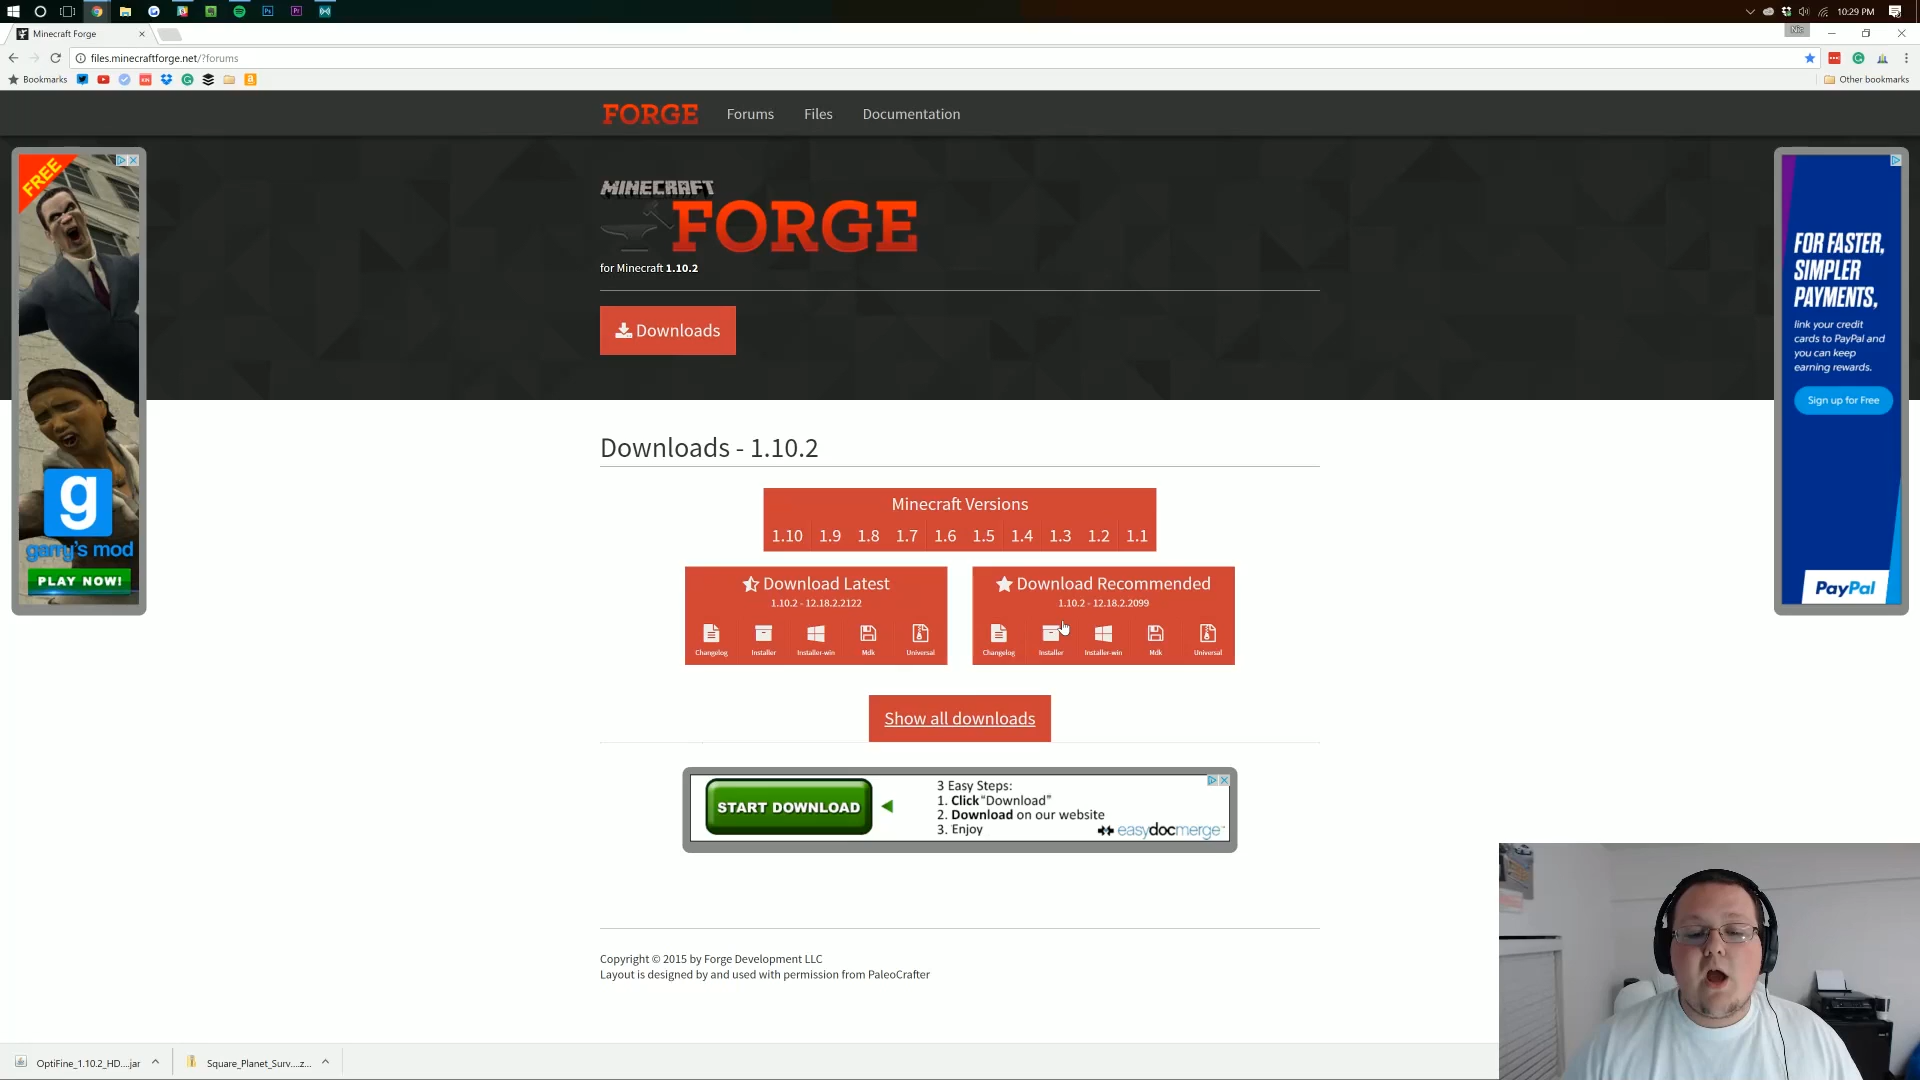 10:29 PM
Minecraft Forge
Nic
files.minecraftforge.net/?forums
Bookmarks
Other bookmarks
FORGE Forums Files Documentation
FREE
garry's mod
PLAY NOW!
MINECRAFT
FORGE
for Minecraft 1.10.2
Downloads
FOR FASTER,
SIMPLER
PAYMENTS,
link your credit
cards to PayPal and
you can keep
earning rewards.
Sign up for Free
PayPal
Downloads - 1.10.2
Minecraft Versions
1.10 1.9 1.8 1.7 1.6 1.5 1.4 1.3 1.2 1.1
Download Latest
1.10.2 - 12.18.2.2122
Changelog Installer Installer-win Mdk Universal
Download Recommended
1.10.2 - 12.18.2.2099
Changelog Installer Installer-win Mdk Universal
Show all downloads
START DOWNLOAD
3 Easy Steps:
1. Click "Download"
2. Download on our website
3. Enjoy
easydocmerge™
Copyright © 2015 by Forge Development LLC
Layout is designed by and used with permission from PaleoCrafter
OptiFine_1.10.2_HD....jar
Square_Planet_Surv....z...